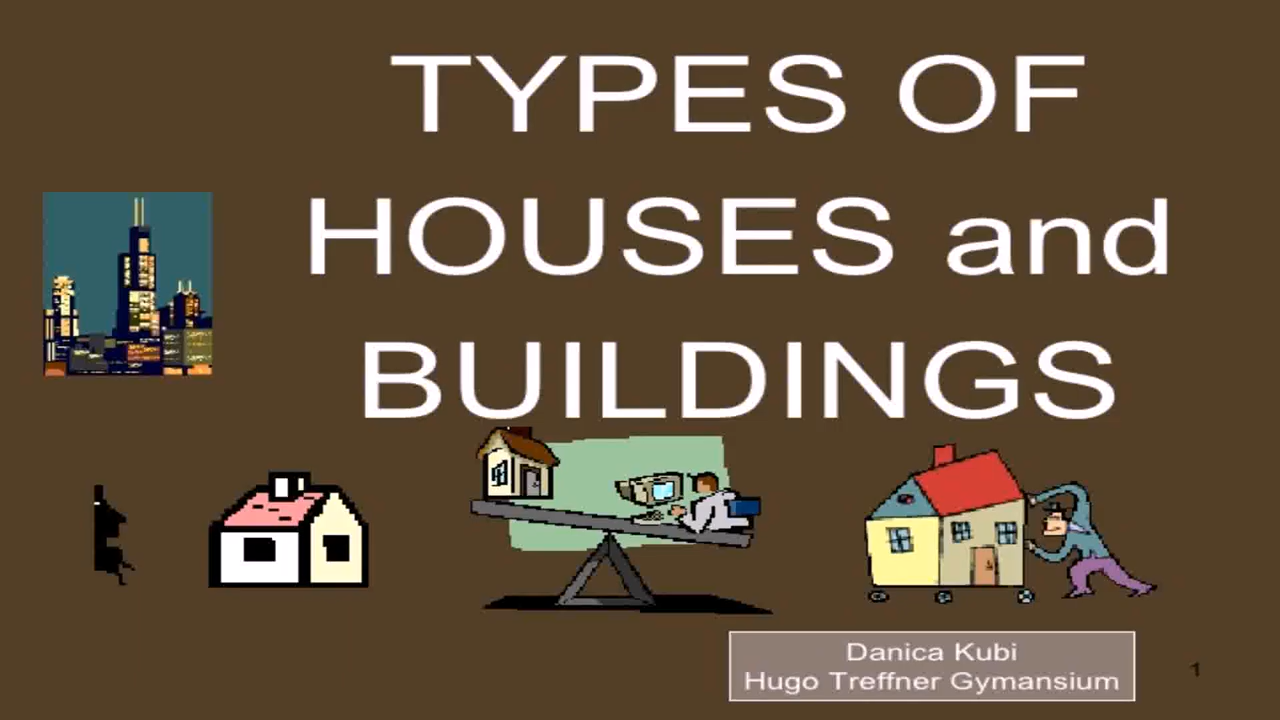 TYPES OF
HOUSES and
BUILDINGS
Danica Kubi
Hugo Treffner Gymansium
1